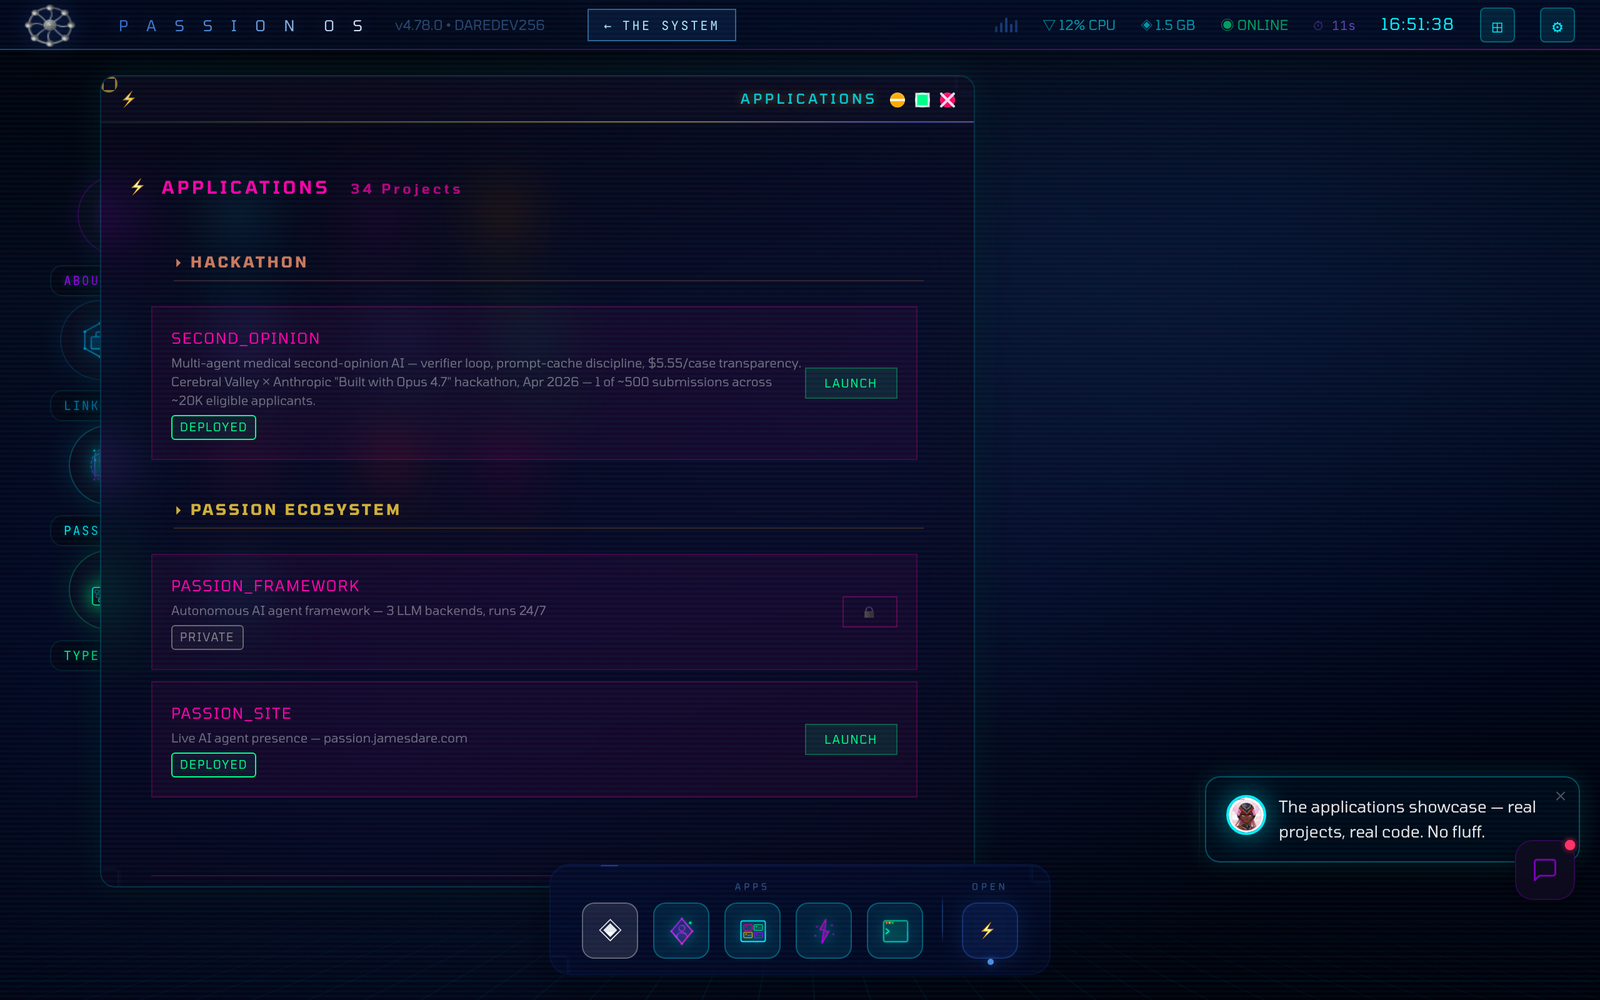 PASSION OS
v4.78.0 • DAREDEV256
← THE SYSTEM
▽ 12% CPU
◈ 1.5 GB
◉ ONLINE
⏱ 11s
16:51:38
⚡
APPLICATIONS
⚡ APPLICATIONS 34 Projects
HACKATHON
SECOND_OPINION
Multi-agent medical second-opinion AI — verifier loop, prompt-cache discipline, $5.55/case transparency.
Cerebral Valley × Anthropic "Built with Opus 4.7" hackathon, Apr 2026 — 1 of ~500 submissions across
~20K eligible applicants.
DEPLOYED
LAUNCH
PASSION ECOSYSTEM
PASSION_FRAMEWORK
Autonomous AI agent framework — 3 LLM backends, runs 24/7
PRIVATE
PASSION_SITE
Live AI agent presence — passion.jamesdare.com
DEPLOYED
LAUNCH
ABOU
LINK
PASS
TYPE
The applications showcase — real
projects, real code. No fluff.
APPS
OPEN